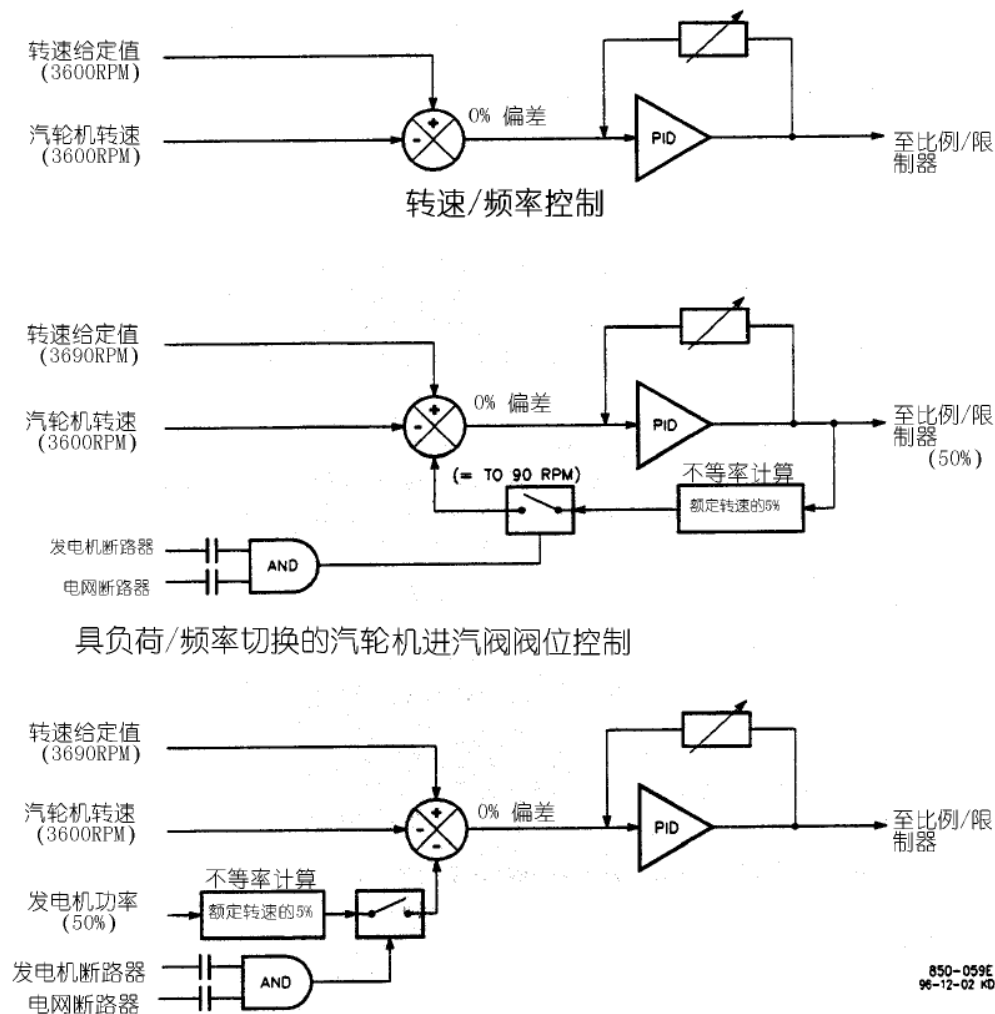 转速给定值
(3600RPM)
0% 偏差
PID
汽轮机转速
(3600RPM)
+
-
至比例/限
制器
转速/频率控制
转速给定值
(3690RPM)
0% 偏差
PID
汽轮机转速
(3600RPM)
+
-
至比例/限
制器
(50%)
(= TO 90 RPM)
不等率计算
额定转速的5%
发电机断路器
AND
电网断路器
具负荷/频率切换的汽轮机进汽阀阀位控制
转速给定值
(3690RPM)
0% 偏差
PID
汽轮机转速
(3600RPM)
+
-
-
至比例/限
制器
不等率计算
发电机功率
(50%)
额定转速的5%
发电机断路器
AND
电网断路器
850-059E
96-12-02 KD